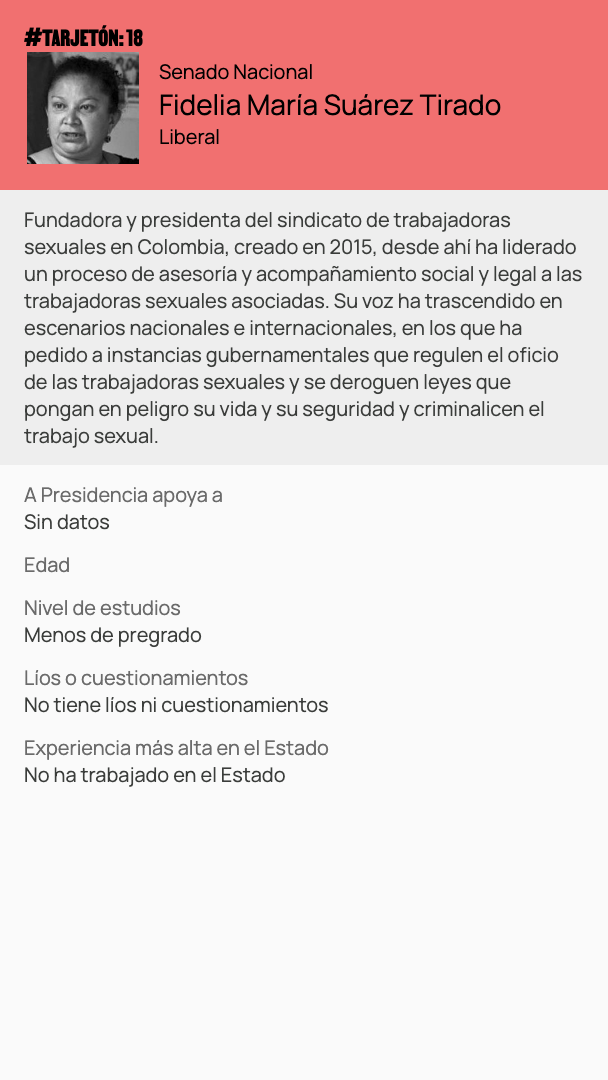 #TARJETÓN: 18
Senado Nacional
Fidelia María Suárez Tirado
Liberal
Fundadora y presidenta del sindicato de trabajadoras
sexuales en Colombia, creado en 2015, desde ahí ha liderado
un proceso de asesoría y acompañamiento social y legal a las
trabajadoras sexuales asociadas. Su voz ha trascendido en
escenarios nacionales e internacionales, en los que ha
pedido a instancias gubernamentales que regulen el oficio
de las trabajadoras sexuales y se deroguen leyes que
pongan en peligro su vida y su seguridad y criminalicen el
trabajo sexual.
A Presidencia apoya a
Sin datos
Edad
Nivel de estudios
Menos de pregrado
Líos o cuestionamientos
No tiene líos ni cuestionamientos
Experiencia más alta en el Estado
No ha trabajado en el Estado